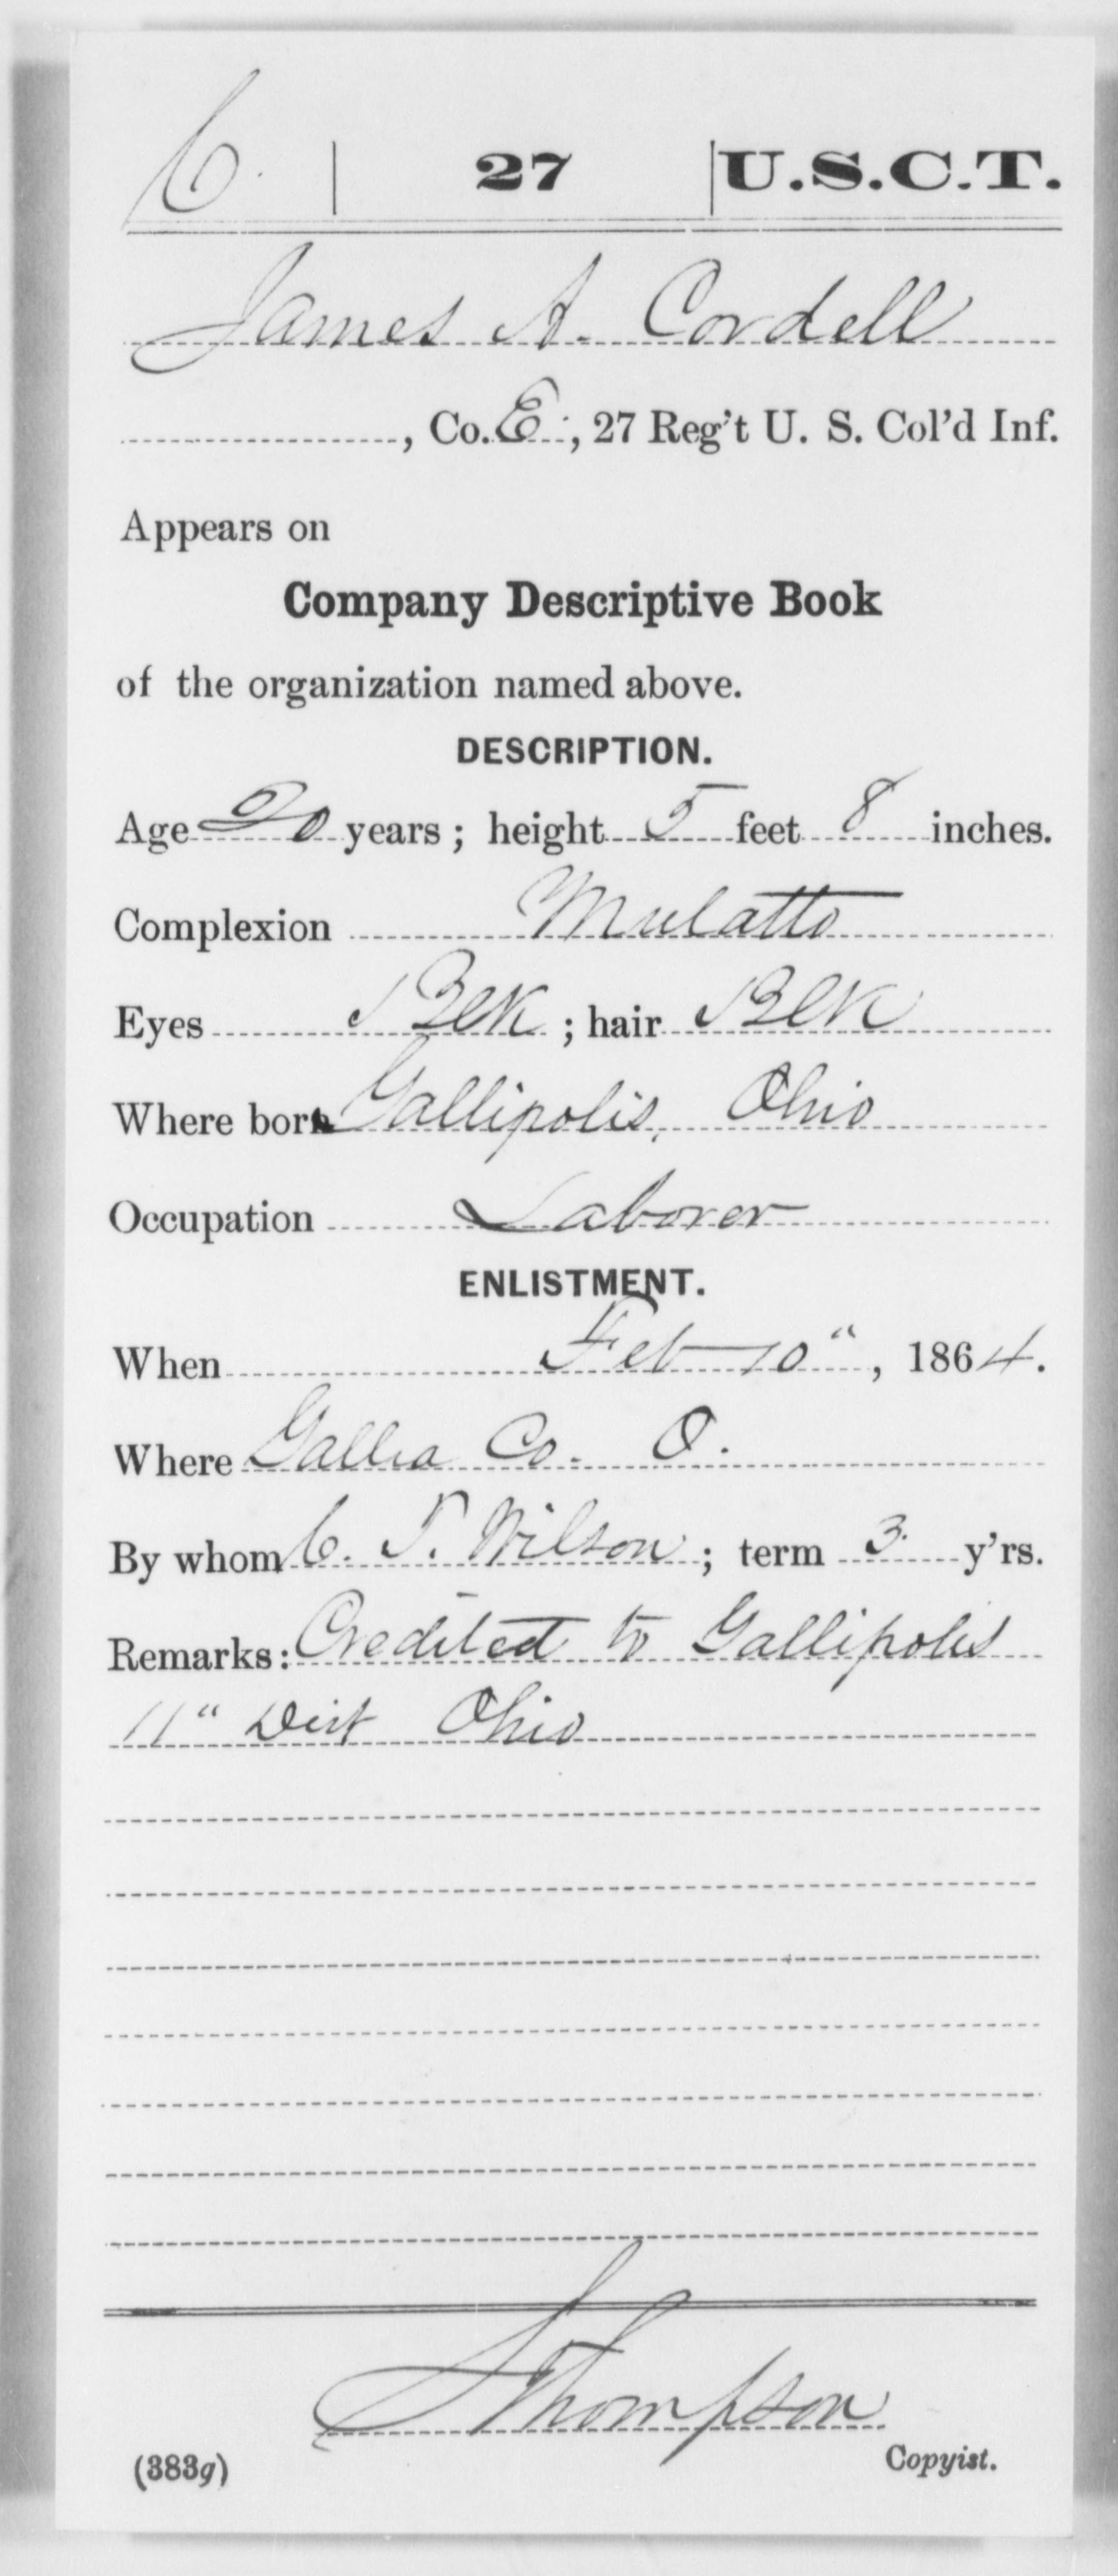 C. | 27 | U.S.C.T.
James A. Cordell
, Co. E., 27 Reg't U. S. Col'd Inf.
Appears on
Company Descriptive Book
of the organization named above.
DESCRIPTION.
Age 20 years; height 5 feet 8 inches.
Complexion Mulatto
Eyes Blk; hair Blk
Where born Gallipolis, Ohio
Occupation Laborer
ENLISTMENT.
When Feb 10", 1864.
Where Gallia Co. O.
By whom C. T. Wilson; term 3 y'rs.
Remarks: Credited to Gallipolis
11" Dist Ohio
Thompson
(383g) Copyist.